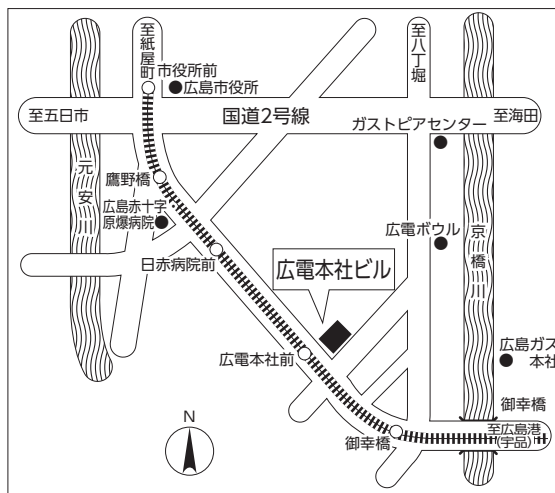 至紙屋町
市役所前
広島市役所
至八丁堀
至五日市
国道2号線
ガストピアセンター
至海田
元安川
鷹野橋
広島赤十字
原爆病院
日赤病院前
広電本社ビル
広電ボウル
京橋川
広電本社前
広島ガス
本社
御幸橋
御幸橋
至広島港
(宇品)
N